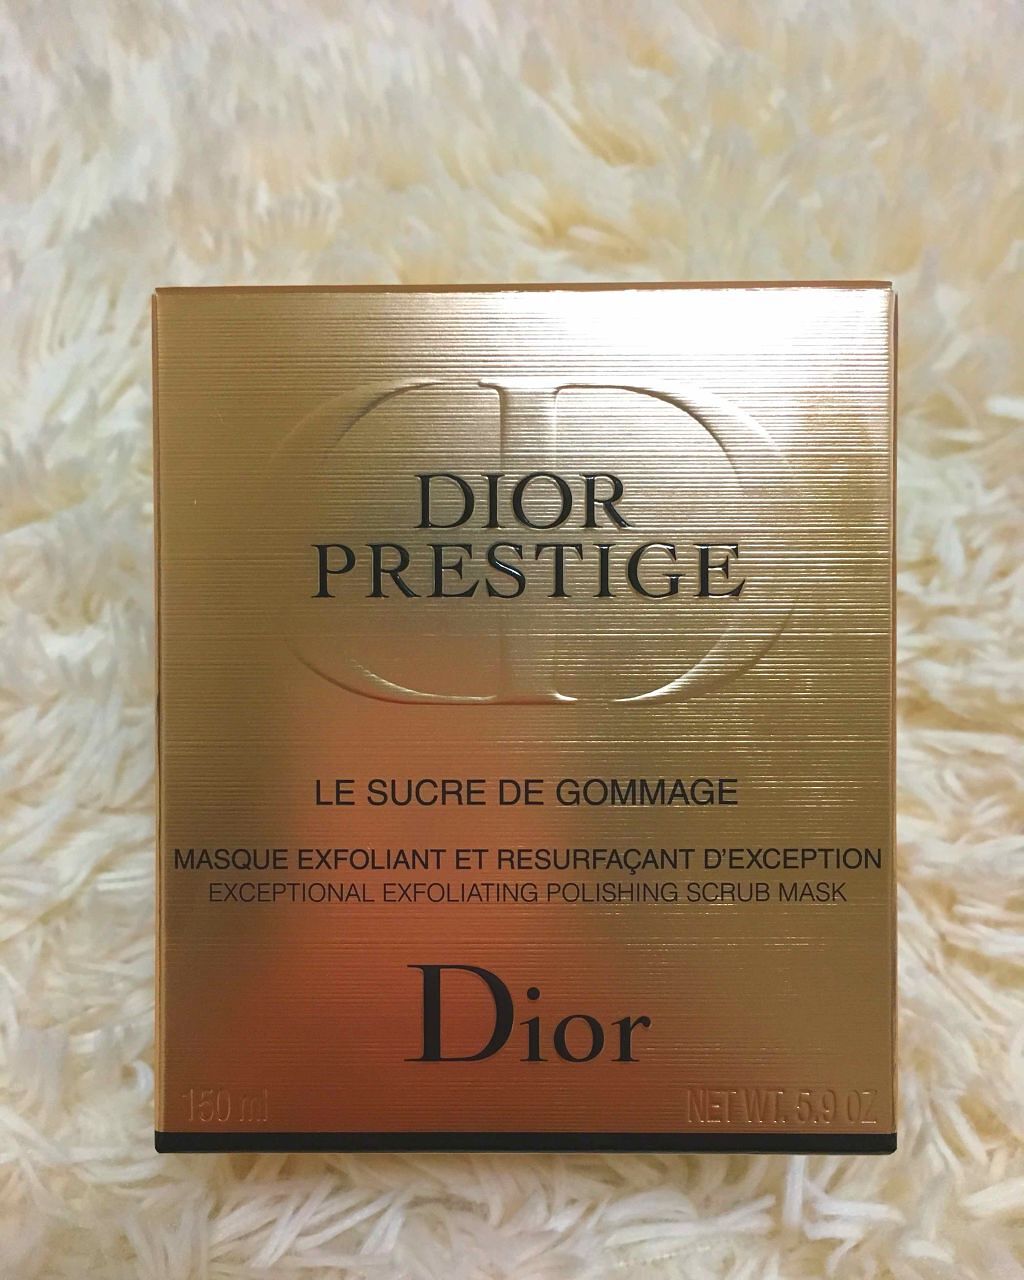 DIOR
PRESTIGE
LE SUCRE DE GOMMAGE
MASQUE EXFOLIANT ET RESURFAÇANT D'EXCEPTION
EXCEPTIONAL EXFOLIATING POLISHING SCRUB MASK
Dior
150 ml NET WT. 5.9 OZ